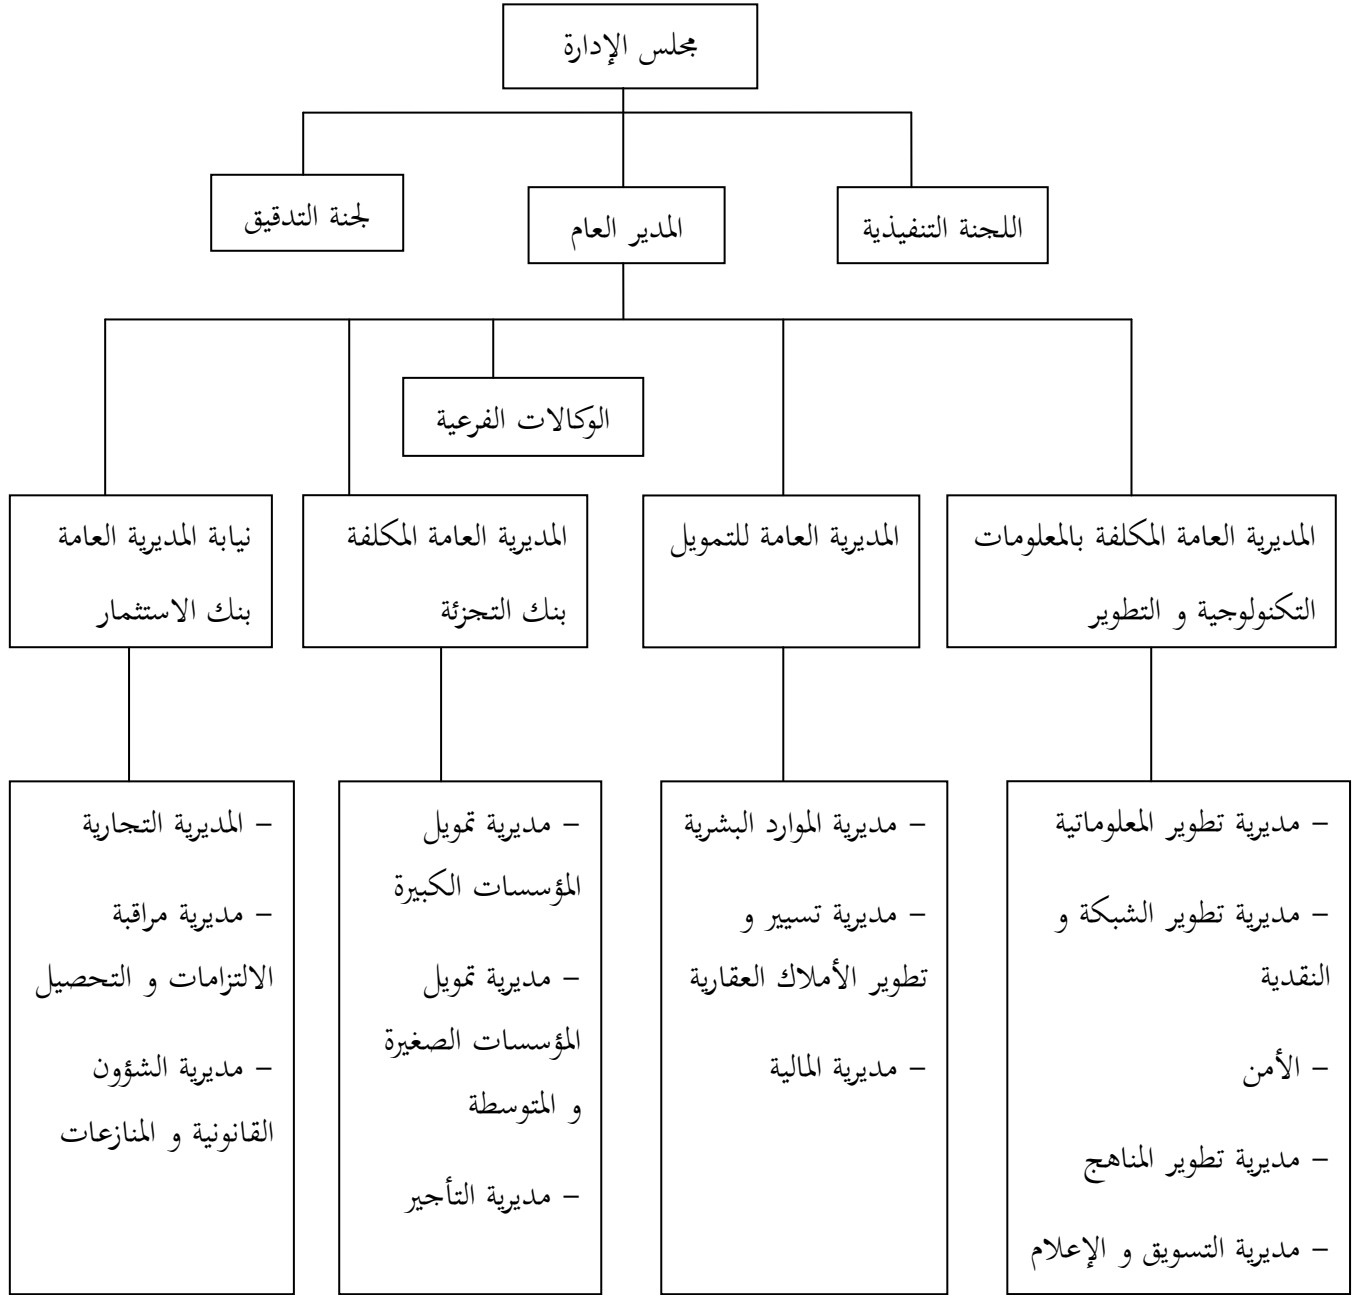 مجلس الإدارة
اللجنة التنفيذية
المدير العام
لجنة التدقيق
الوكالات الفرعية
المديرية العامة المكلفة بالمعلومات
التكنولوجية و التطوير
المديرية العامة للتمويل
المديرية العامة المكلفة
بنك التجزئة
نيابة المديرية العامة
بنك الاستثمار
– مديرية تطوير المعلوماتية
– مديرية تطوير الشبكة و
النقدية
– الأمن
– مديرية تطوير المناهج
– مديرية التسويق و الإعلام
– مديرية الموارد البشرية
– مديرية تسيير و
تطوير الأملاك العقارية
– مديرية المالية
– مديرية تمويل
المؤسسات الكبيرة
– مديرية تمويل
المؤسسات الصغيرة
و المتوسطة
– مديرية التأجير
– المديرية التجارية
– مديرية مراقبة
الالتزامات و التحصيل
– مديرية الشؤون
القانونية و المنازعات